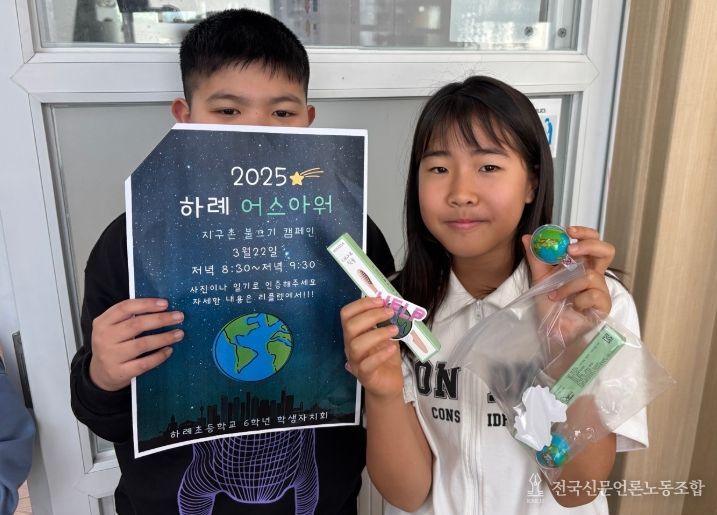 2025
하례 어스아워
지구촌 불끄기 캠페인
3월22일
저녁 8:30~저녁 9:30
사진이나 일기로 인증해주세요
자세한 내용은 리플렛에서!!!
하례초등학교 6학년 학생자치회
HELP
CONS
전국신문언론노동조합